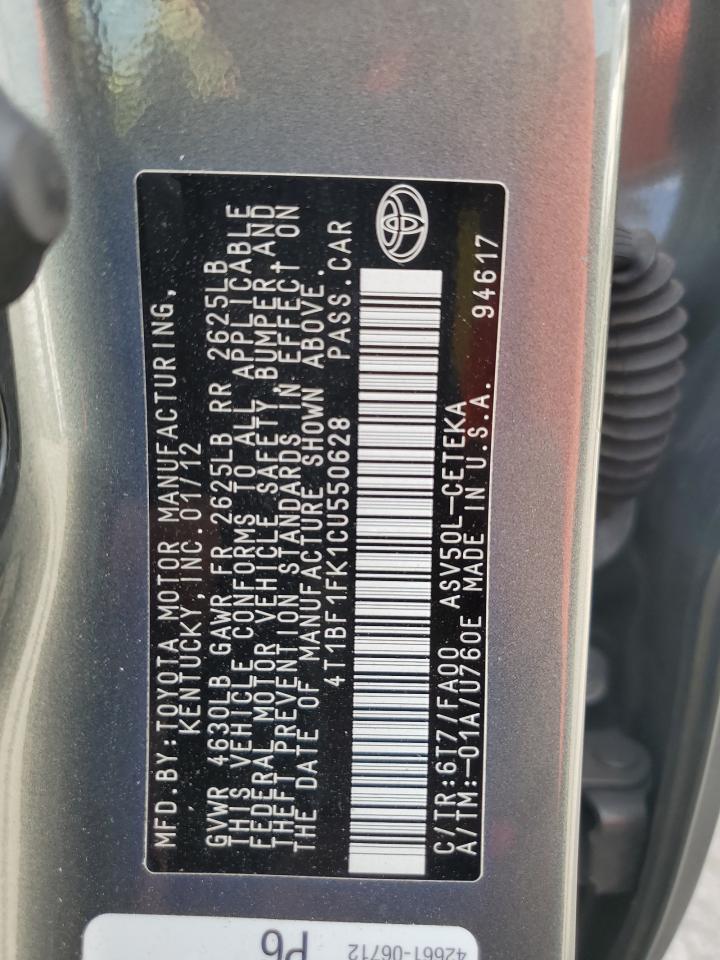 MFD.BY:TOYOTA MOTOR MANUFACTURING,
KENTUCKY,INC.01/12
GVWR 4630LB GAWR FR 2625LB RR 2625LB
THIS VEHICLE CONFORMS TO ALL APPLICABLE
FEDERAL MOTOR VEHICLE SAFETY, BUMPER, AND
THEFT PREVENTION STANDARDS IN EFFECT ON
THE DATE OF MANUFACTURE SHOWN ABOVE.
4T1BF1FK1CU550628 PASS.CAR
C/TR:6T7/FA00 ASV50L-CETEKA
A/TM:-01A/U760E MADE IN U.S.A. 94617
P6
42661-06712